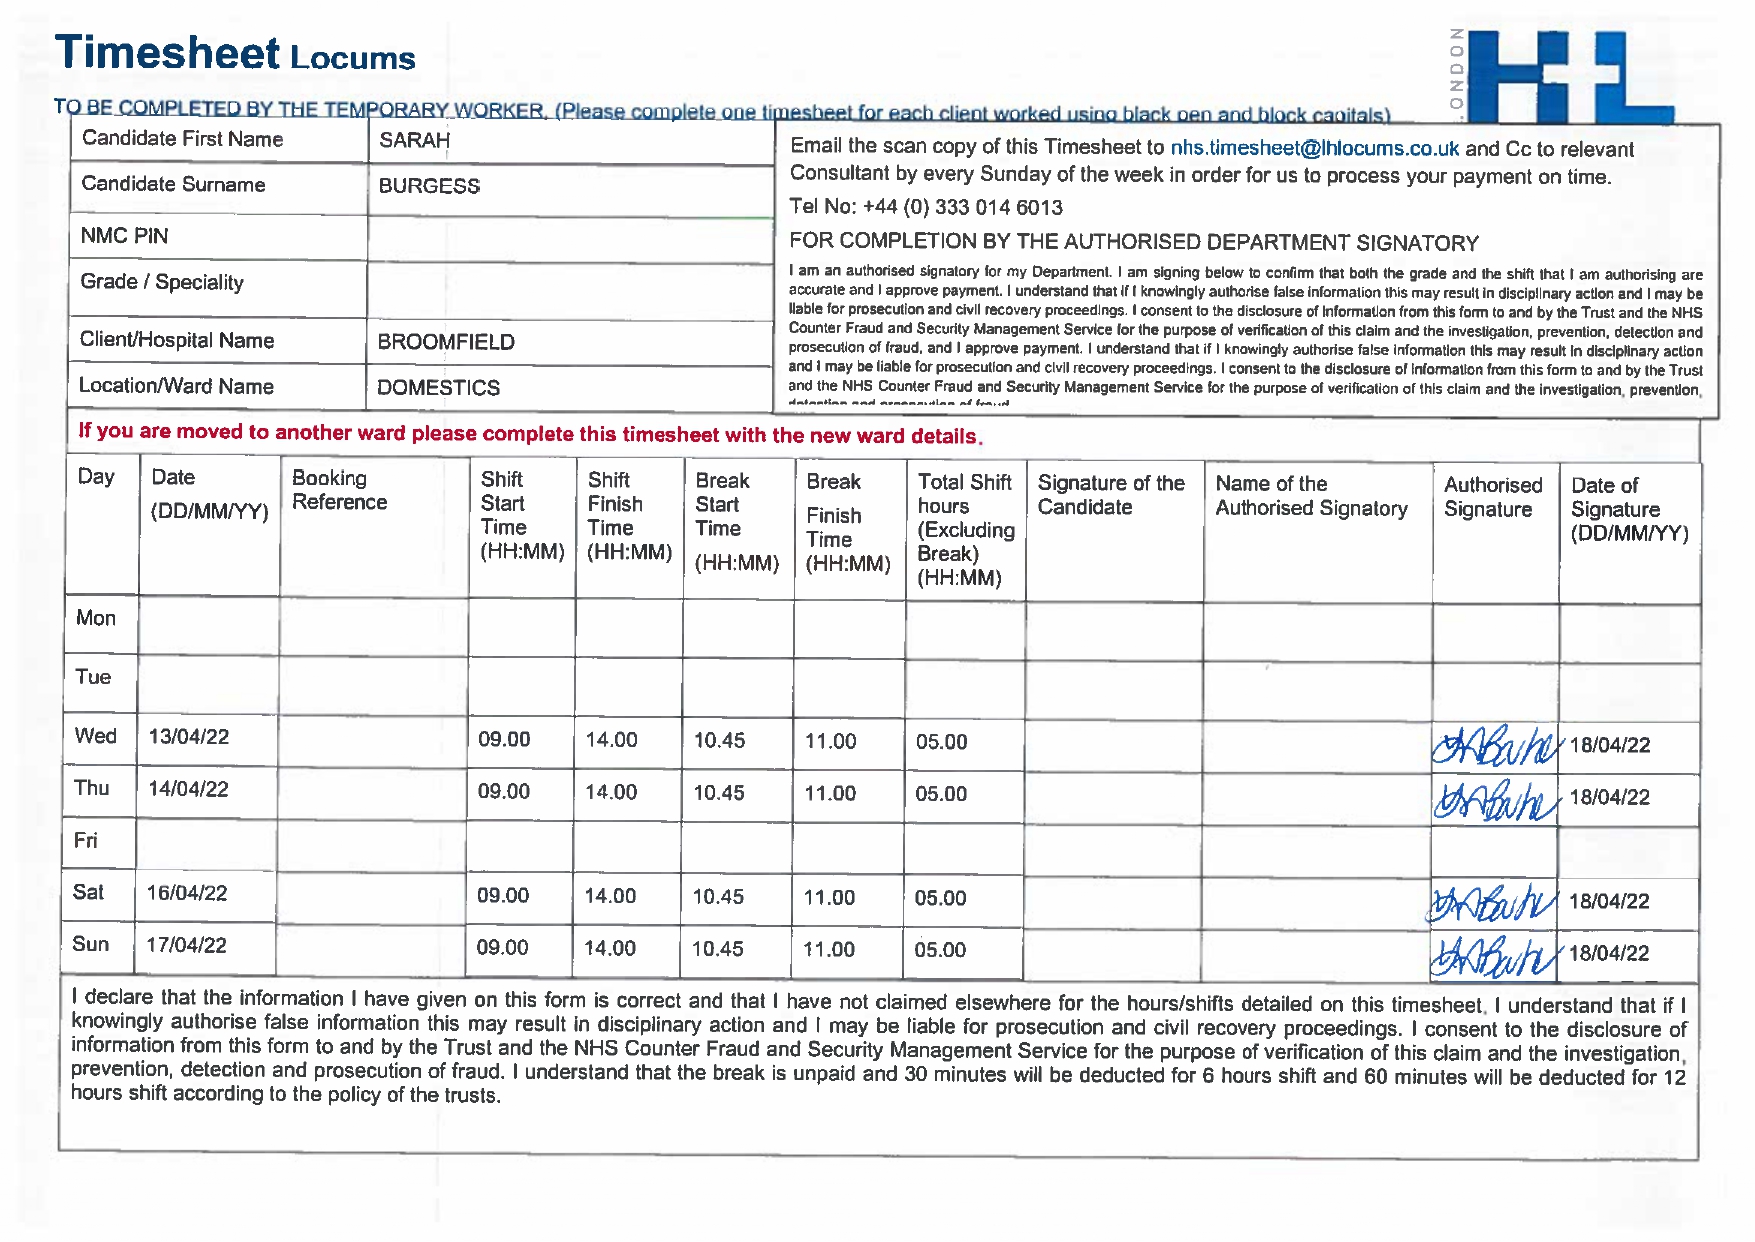 Timesheet Locums
LONDON
TO BE COMPLETED BY THE TEMPORARY WORKER. (Please complete one timesheet for each client worked using black pen and block capitals)
Candidate First Name SARAH
Candidate Surname BURGESS
NMC PIN
Grade / Speciality
Client/Hospital Name BROOMFIELD
Location/Ward Name DOMESTICS
Email the scan copy of this Timesheet to nhs.timesheet@lhlocums.co.uk and Cc to relevant
Consultant by every Sunday of the week in order for us to process your payment on time.
Tel No: +44 (0) 333 014 6013
FOR COMPLETION BY THE AUTHORISED DEPARTMENT SIGNATORY
I am an authorised signatory for my Department. I am signing below to confirm that both the grade and the shift that I am authorising are
accurate and I approve payment. I understand that if I knowingly authorise false information this may result in disciplinary action and I may be
liable for prosecution and civil recovery proceedings. I consent to the disclosure of information from this form to and by the Trust and the NHS
Counter Fraud and Security Management Service for the purpose of verification of this claim and the investigation, prevention, detection and
prosecution of fraud, and I approve payment. I understand that if I knowingly authorise false information this may result in disciplinary action
and I may be liable for prosecution and civil recovery proceedings. I consent to the disclosure of information from this form to and by the Trust
and the NHS Counter Fraud and Security Management Service for the purpose of verification of this claim and the investigation, prevention,
detection and prosecution of fraud
If you are moved to another ward please complete this timesheet with the new ward details.
Day
Date
(DD/MM/YY)
Booking
Reference
Shift
Start
Time
(HH:MM)
Shift
Finish
Time
(HH:MM)
Break
Start
Time
(HH:MM)
Break
Finish
Time
(HH:MM)
Total Shift
hours
(Excluding
Break)
(HH:MM)
Signature of the
Candidate
Name of the
Authorised Signatory
Authorised
Signature
Date of
Signature
(DD/MM/YY)
Mon
Tue
Wed 13/04/22 09.00 14.00 10.45 11.00 05.00 18/04/22
Thu 14/04/22 09.00 14.00 10.45 11.00 05.00 18/04/22
Fri
Sat 16/04/22 09.00 14.00 10.45 11.00 05.00 18/04/22
Sun 17/04/22 09.00 14.00 10.45 11.00 05.00 18/04/22
I declare that the information I have given on this form is correct and that I have not claimed elsewhere for the hours/shifts detailed on this timesheet. I understand that if I
knowingly authorise false information this may result in disciplinary action and I may be liable for prosecution and civil recovery proceedings. I consent to the disclosure of
information from this form to and by the Trust and the NHS Counter Fraud and Security Management Service for the purpose of verification of this claim and the investigation,
prevention, detection and prosecution of fraud. I understand that the break is unpaid and 30 minutes will be deducted for 6 hours shift and 60 minutes will be deducted for 12
hours shift according to the policy of the trusts.